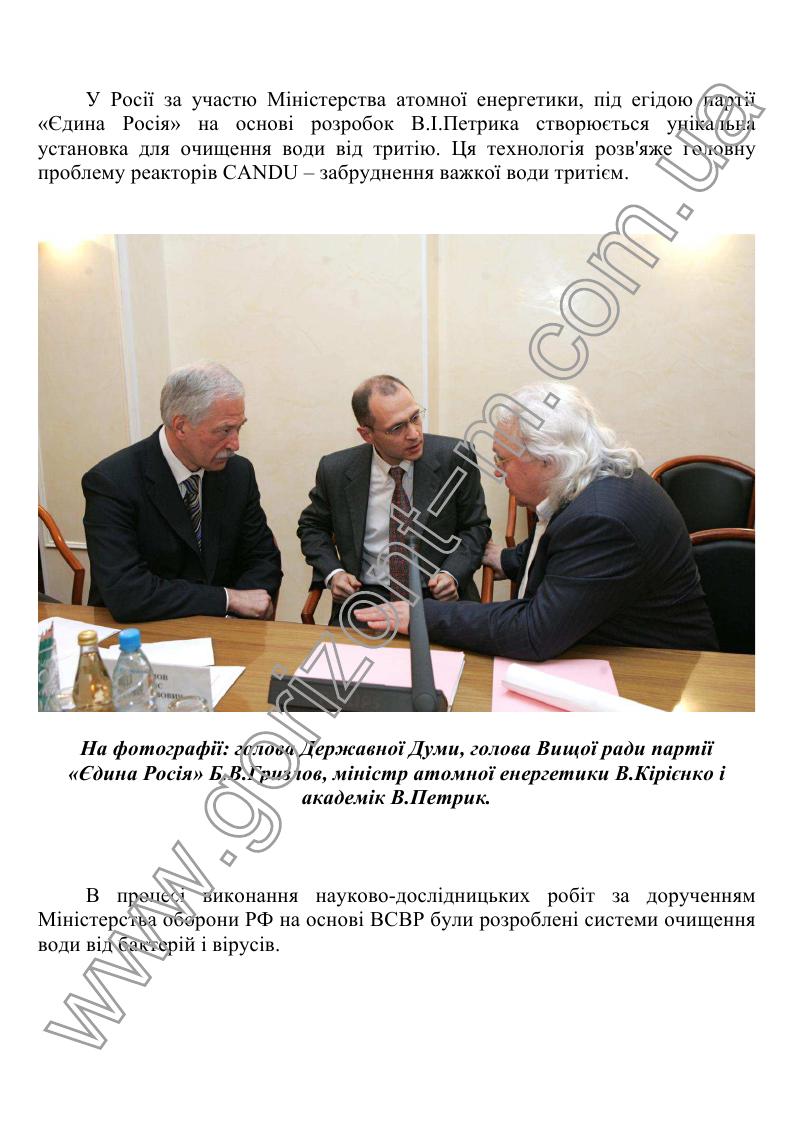 У Росії за участю Міністерства атомної енергетики, під егідою партії
«Єдина Росія» на основі розробок В.І.Петрика створюється унікальна
установка для очищення води від тритію. Ця технологія розв'яже головну
проблему реакторів CANDU – забруднення важкої води тритієм.
На фотографії: голова Державної Думи, голова Вищої ради партії
«Єдина Росія» Б.В.Гризлов, міністр атомної енергетики В.Кірієнко і
академік В.Петрик.
В процесі виконання науково-дослідницьких робіт за дорученням
Міністерства оборони РФ на основі ВСВР були розроблені системи очищення
води від бактерій і вірусів.
www.gorizont-m.com.ua